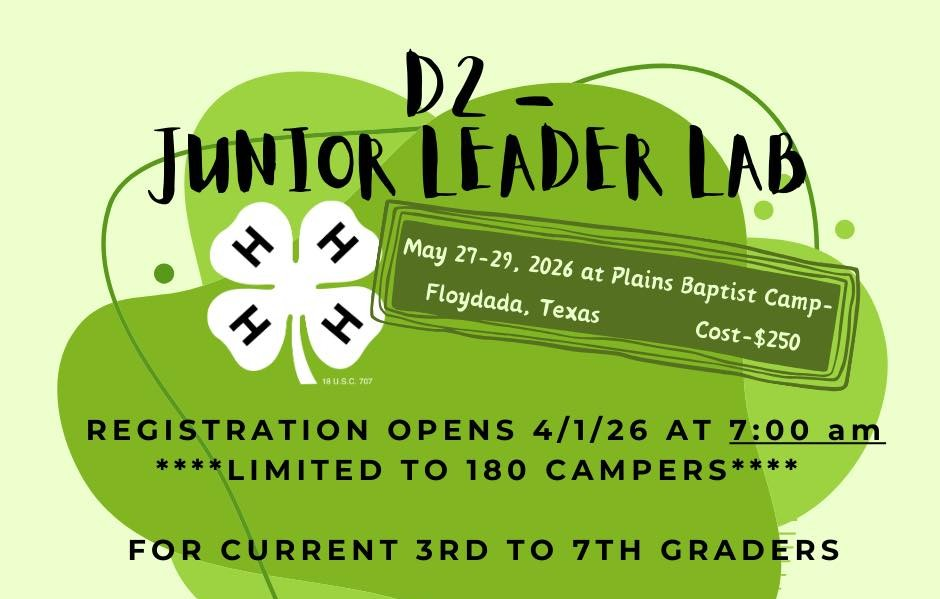 D2 -
JUNIOR LEADER LAB
H H
H H
18 U.S.C. 707
May 27-29, 2026 at Plains Baptist Camp-
Floydada, Texas Cost-$250
REGISTRATION OPENS 4/1/26 AT 7:00 am
****LIMITED TO 180 CAMPERS****
FOR CURRENT 3RD TO 7TH GRADERS